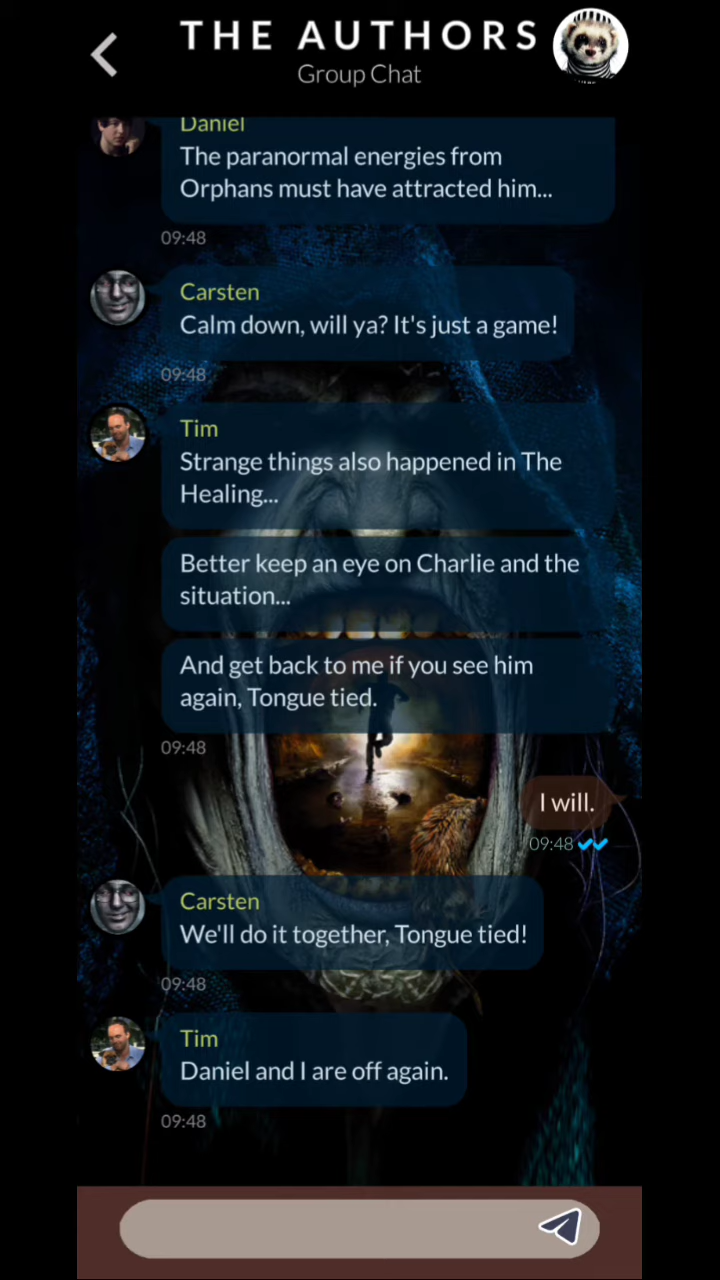 THE AUTHORS
Group Chat
Daniel
The paranormal energies from
Orphans must have attracted him...
09:48
Carsten
Calm down, will ya? It's just a game!
09:48
Tim
Strange things also happened in The
Healing...
Better keep an eye on Charlie and the
situation...
And get back to me if you see him
again, Tongue tied.
09:48
I will.
09:48
Carsten
We'll do it together, Tongue tied!
09:48
Tim
Daniel and I are off again.
09:48